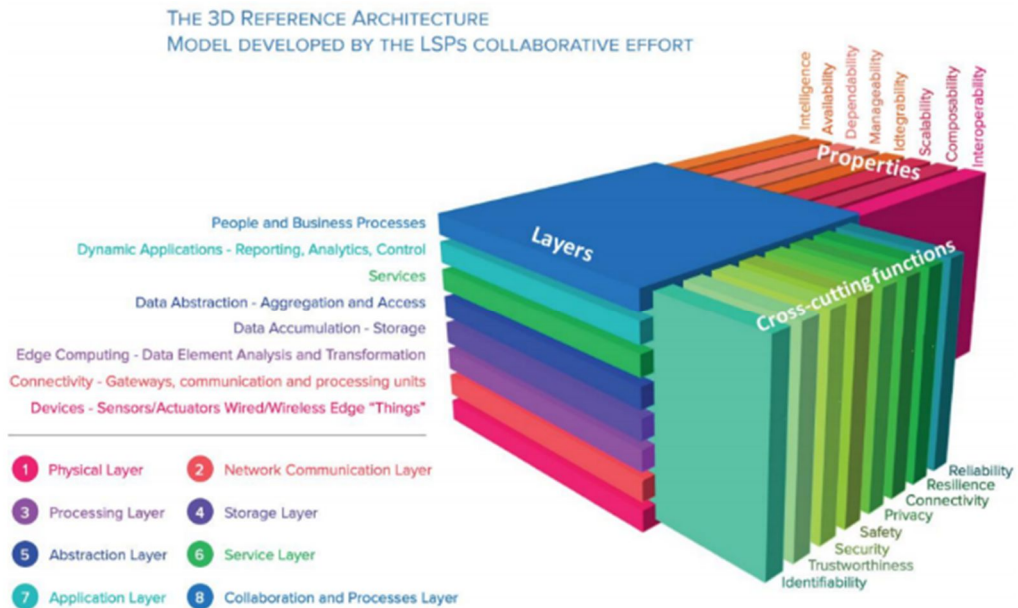 THE 3D REFERENCE ARCHITECTURE
MODEL DEVELOPED BY THE LSPS COLLABORATIVE EFFORT
Intelligence
Availability
Dependability
Manageability
Idtegrability
Scalability
Composability
Interoperability
Properties
Layers
Cross-cutting functions
People and Business Processes
Dynamic Applications - Reporting, Analytics, Control
Services
Data Abstraction - Aggregation and Access
Data Accumulation - Storage
Edge Computing - Data Element Analysis and Transformation
Connectivity - Gateways, communication and processing units
Devices - Sensors/Actuators Wired/Wireless Edge "Things"
1 Physical Layer
2 Network Communication Layer
3 Processing Layer
4 Storage Layer
5 Abstraction Layer
6 Service Layer
7 Application Layer
8 Collaboration and Processes Layer
Reliability
Resilience
Connectivity
Privacy
Safety
Security
Trustworthiness
Identifiability